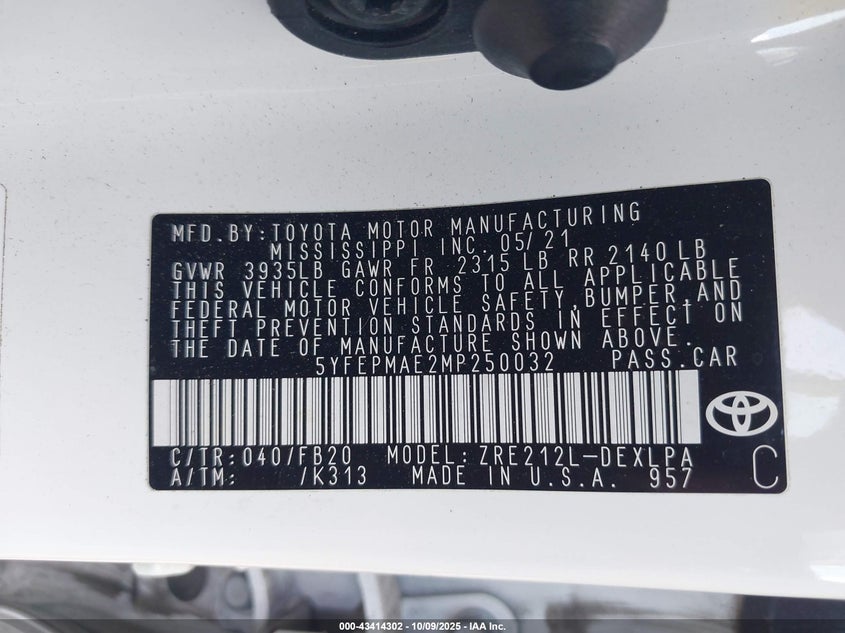 MFD.BY:TOYOTA MOTOR MANUFACTURING
MISSISSIPPI INC. 05/21
GVWR 3935LB GAWR FR 2315 LB RR 2140 LB
THIS VEHICLE CONFORMS TO ALL APPLICABLE
FEDERAL MOTOR VEHICLE SAFETY,BUMPER,AND
THEFT PREVENTION STANDARDS IN EFFECT ON
THE DATE OF MANUFACTURE SHOWN ABOVE.
5YFEPMAE2MP250032 PASS.CAR
C/TR:040/FB20 MODEL:ZRE212L-DEXLPA
A/TM: /K313 MADE IN U.S.A. 957
C
000-43414302 - 10/09/2025 - IAA Inc.